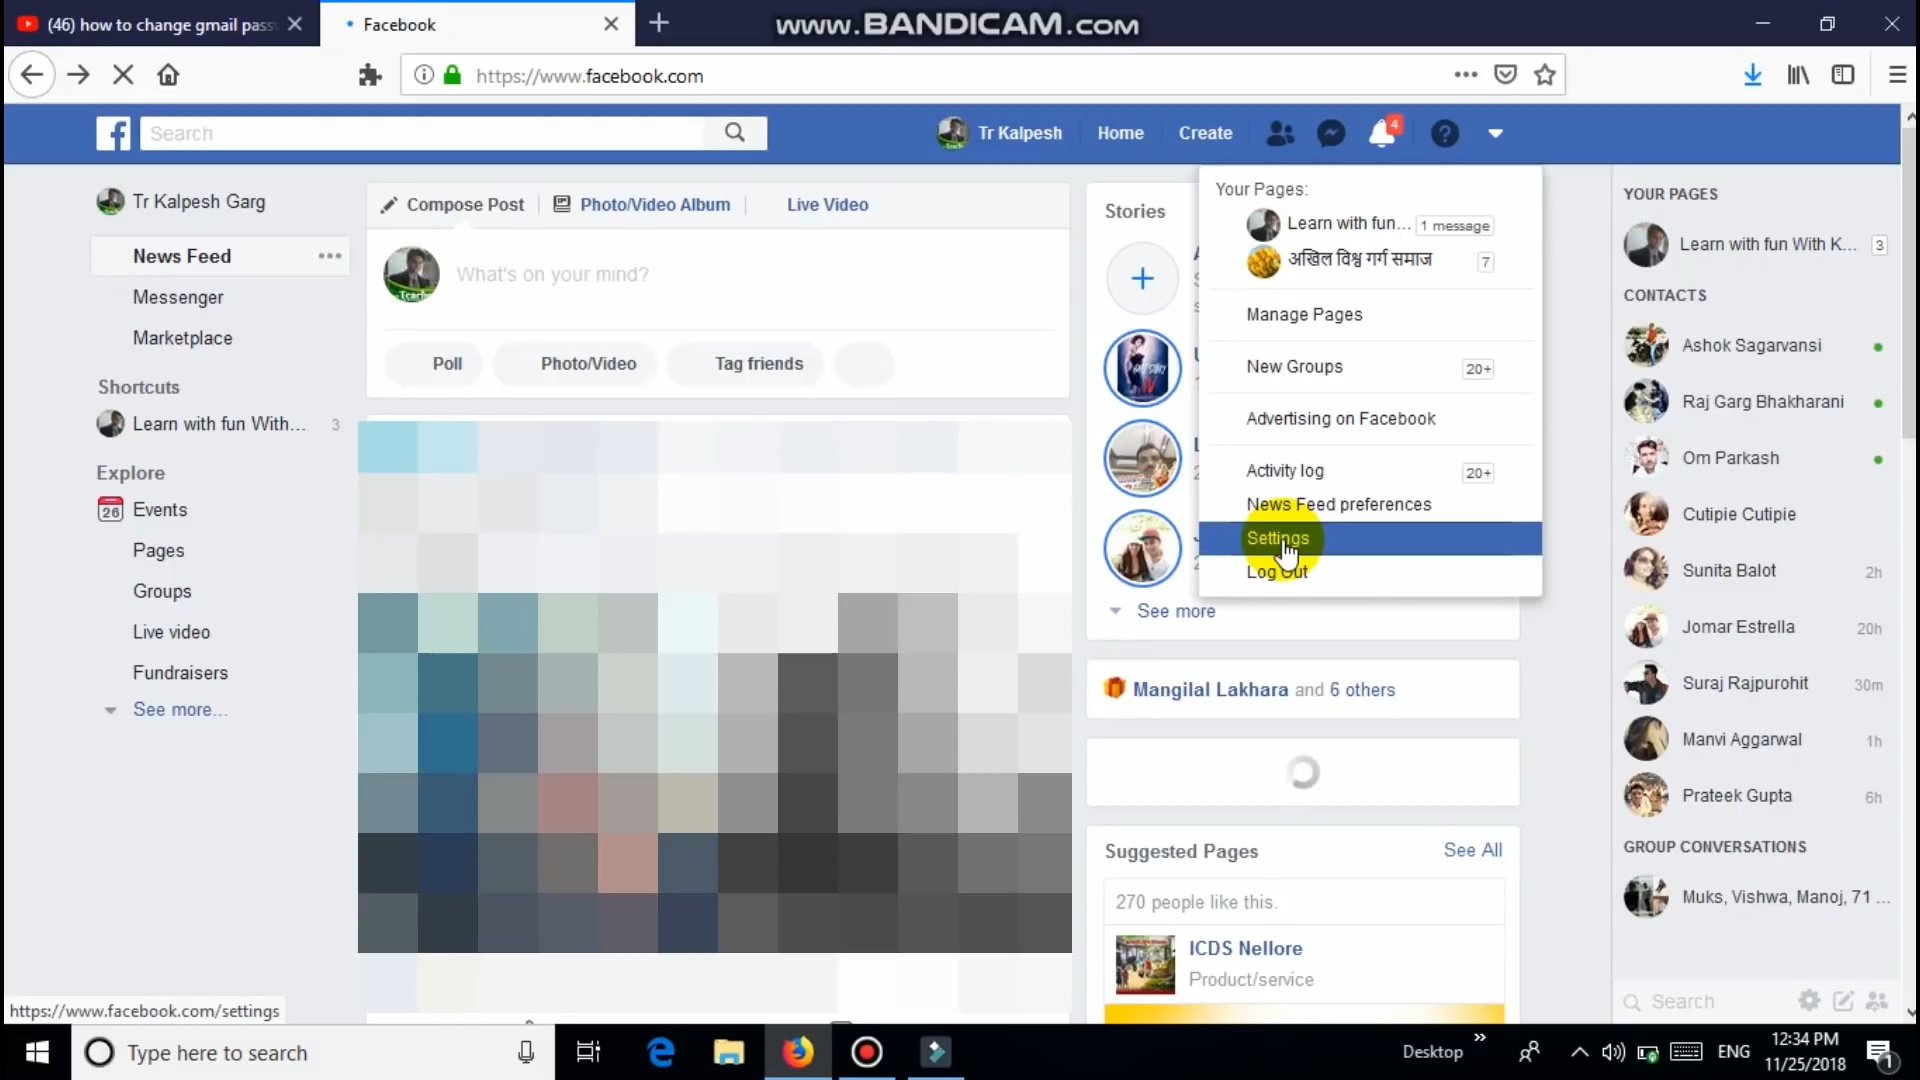 (46) how to change gmail pass
Facebook
www.BANDICAM.com
https://www.facebook.com
Search
Tr Kalpesh
Home
Create
4
Tr Kalpesh Garg
News Feed
Messenger
Marketplace
Shortcuts
Learn with fun With... 3
Explore
26 Events
Pages
Groups
Live video
Fundraisers
See more...
Compose Post
Photo/Video Album
Live Video
What's on your mind?
Teach
Poll
Photo/Video
Tag friends
Stories
See more
Your Pages:
Learn with fun... 1 message
अखिल विश्व गर्ग समाज 7
Manage Pages
New Groups 20+
Advertising on Facebook
Activity log 20+
News Feed preferences
Settings
Log Out
Mangilal Lakhara and 6 others
Suggested Pages See All
270 people like this.
ICDS Nellore
Product/service
YOUR PAGES
Learn with fun With K... 3
CONTACTS
Ashok Sagarvansi
Raj Garg Bhakharani
Om Parkash
Cutipie Cutipie
Sunita Balot 2h
Jomar Estrella 20h
Suraj Rajpurohit 30m
Manvi Aggarwal 1h
Prateek Gupta 6h
GROUP CONVERSATIONS
Muks, Vishwa, Manoj, 71 ...
Search
https://www.facebook.com/settings
Type here to search
Desktop
ENG
12:34 PM
11/25/2018
1